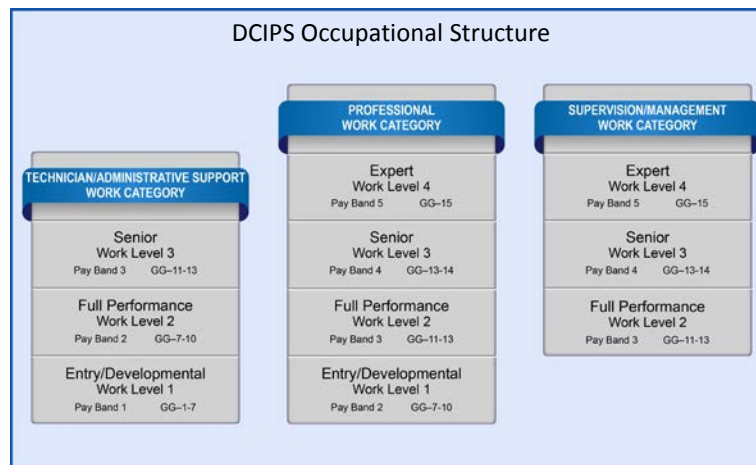 DCIPS Occupational Structure
TECHNICIAN/ADMINISTRATIVE SUPPORT
WORK CATEGORY
Senior
Work Level 3
Pay Band 3 GG–11-13
Full Performance
Work Level 2
Pay Band 2 GG–7-10
Entry/Developmental
Work Level 1
Pay Band 1 GG–1-7
PROFESSIONAL
WORK CATEGORY
Expert
Work Level 4
Pay Band 5 GG–15
Senior
Work Level 3
Pay Band 4 GG–13-14
Full Performance
Work Level 2
Pay Band 3 GG–11-13
Entry/Developmental
Work Level 1
Pay Band 2 GG–7-10
SUPERVISION/MANAGEMENT
WORK CATEGORY
Expert
Work Level 4
Pay Band 5 GG–15
Senior
Work Level 3
Pay Band 4 GG–13-14
Full Performance
Work Level 2
Pay Band 3 GG–11-13